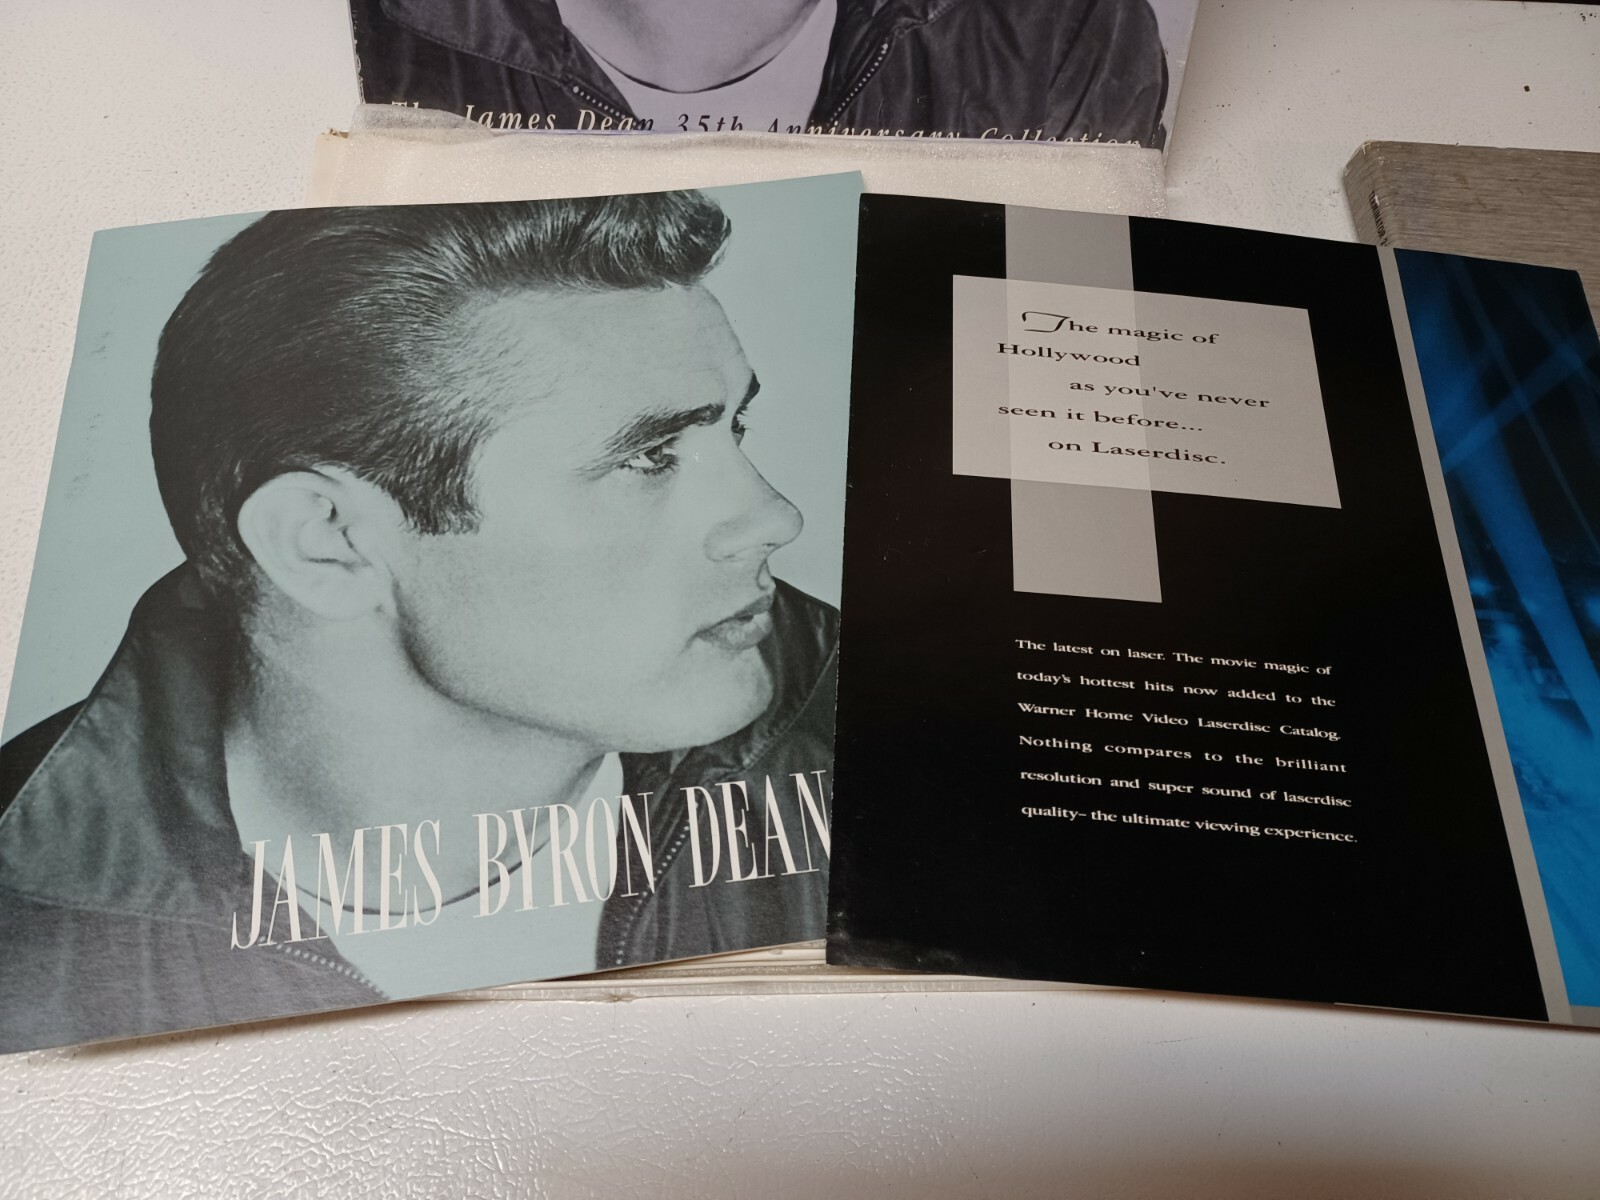 The James Dean 35th Anniversary Collection
JAMES BYRON DEAN
The magic of
Hollywood
as you've never
seen it before...
on Laserdisc.
The latest on laser. The movie magic of
today's hottest hits now added to the
Warner Home Video Laserdisc Catalog.
Nothing compares to the brilliant
resolution and super sound of laserdisc
quality– the ultimate viewing experience.